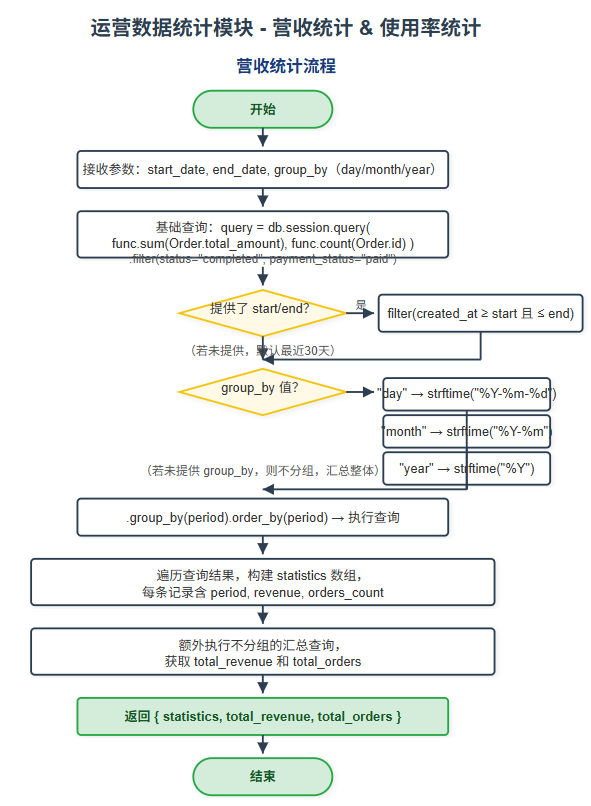 运营数据统计模块 - 营收统计 & 使用率统计
营收统计流程
开始
接收参数：start_date, end_date, group_by（day/month/year）
基础查询：query = db.session.query(
func.sum(Order.total_amount), func.count(Order.id) )
.filter(status="completed", payment_status="paid")
提供了 start/end?
是
filter(created_at ≥ start 且 ≤ end)
（若未提供，默认最近30天）
group_by 值?
"day" → strftime("%Y-%m-%d")
"month" → strftime("%Y-%m")
"year" → strftime("%Y")
（若未提供 group_by，则不分组，汇总整体）
.group_by(period).order_by(period) → 执行查询
遍历查询结果，构建 statistics 数组，
每条记录含 period, revenue, orders_count
额外执行不分组的汇总查询，
获取 total_revenue 和 total_orders
返回 { statistics, total_revenue, total_orders }
结束